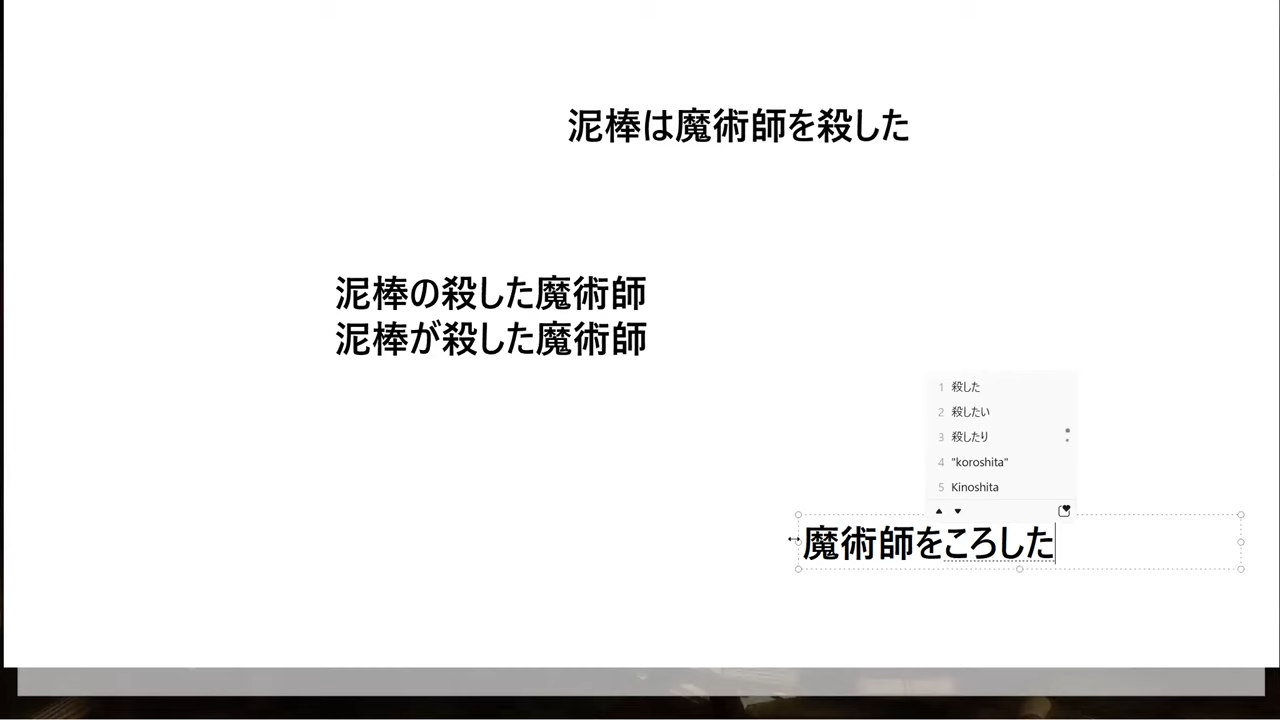 泥棒は魔術師を殺した
泥棒の殺した魔術師
泥棒が殺した魔術師
1 殺した
2 殺したい
3 殺したり
4 "koroshita"
5 Kinoshita
魔術師をころした